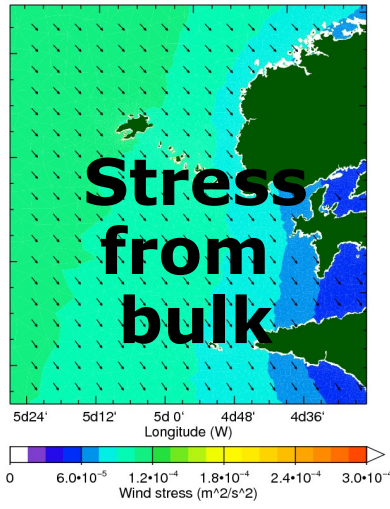 Stress
from
bulk
5d24' 5d12' 5d 0' 4d48' 4d36'
Longitude (W)
0 6.0•10⁻⁵ 1.2•10⁻⁴ 1.8•10⁻⁴ 2.4•10⁻⁴ 3.0•10⁻
Wind stress (m^2/s^2)